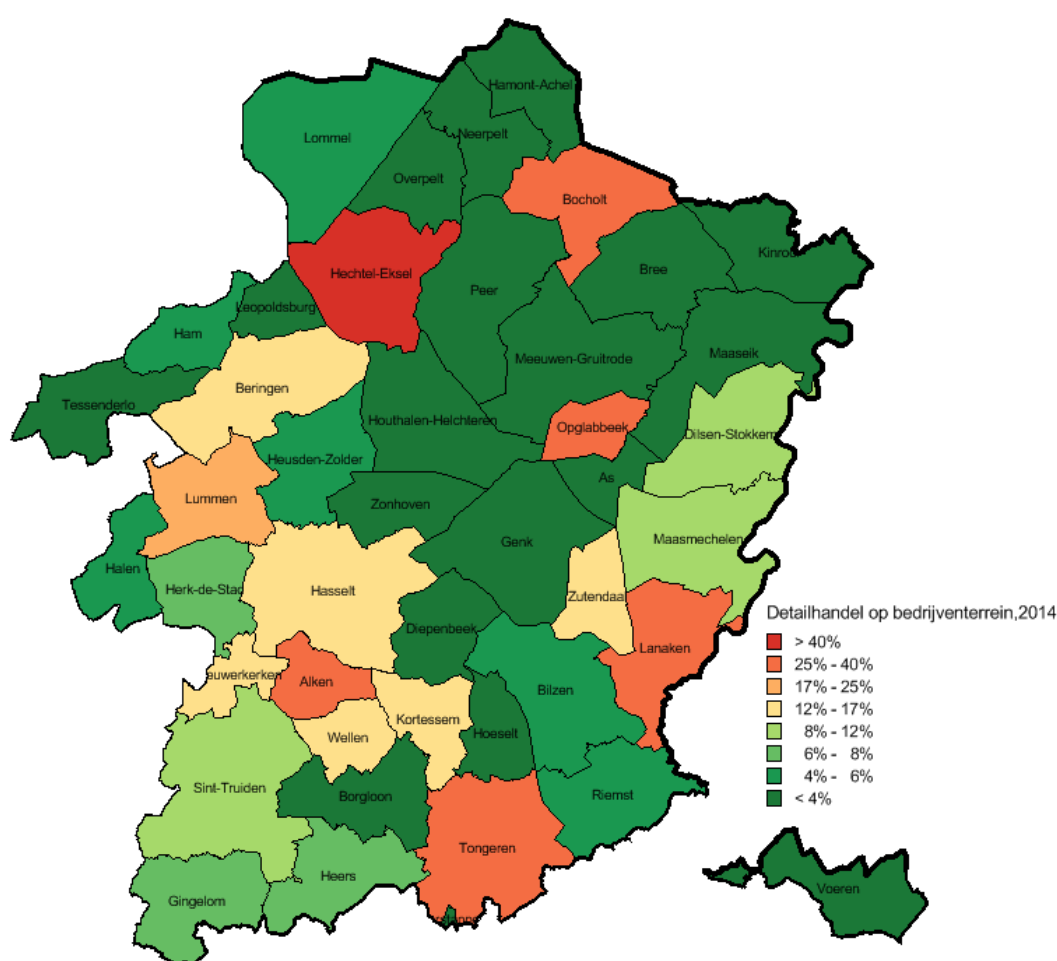 Hamont-Achel
Neerpelt
Lommel
Overpelt
Bocholt
Kinroo
Bree
Hechtel-Eksel
Peer
Leopoldsburg
Ham
Meeuwen-Gruitrode
Maaseik
Beringen
Tessenderlo
Houthalen-Helchteren
Opglabbeek
Dilsen-Stokkem
Heusden-Zolder
As
Lummen
Zonhoven
Genk
Maasmechelen
Halen
Herk-de-Stad
Hasselt
Zutendaal
Diepenbeek
Lanaken
euwerkerken
Alken
Bilzen
Kortessem
Hoeselt
Wellen
Sint-Truiden
Borgloon
Riemst
Tongeren
Heers
Gingelom
Voeren
Detailhandel op bedrijventerrein,2014
> 40%
25% - 40%
17% - 25%
12% - 17%
8% - 12%
6% - 8%
4% - 6%
< 4%